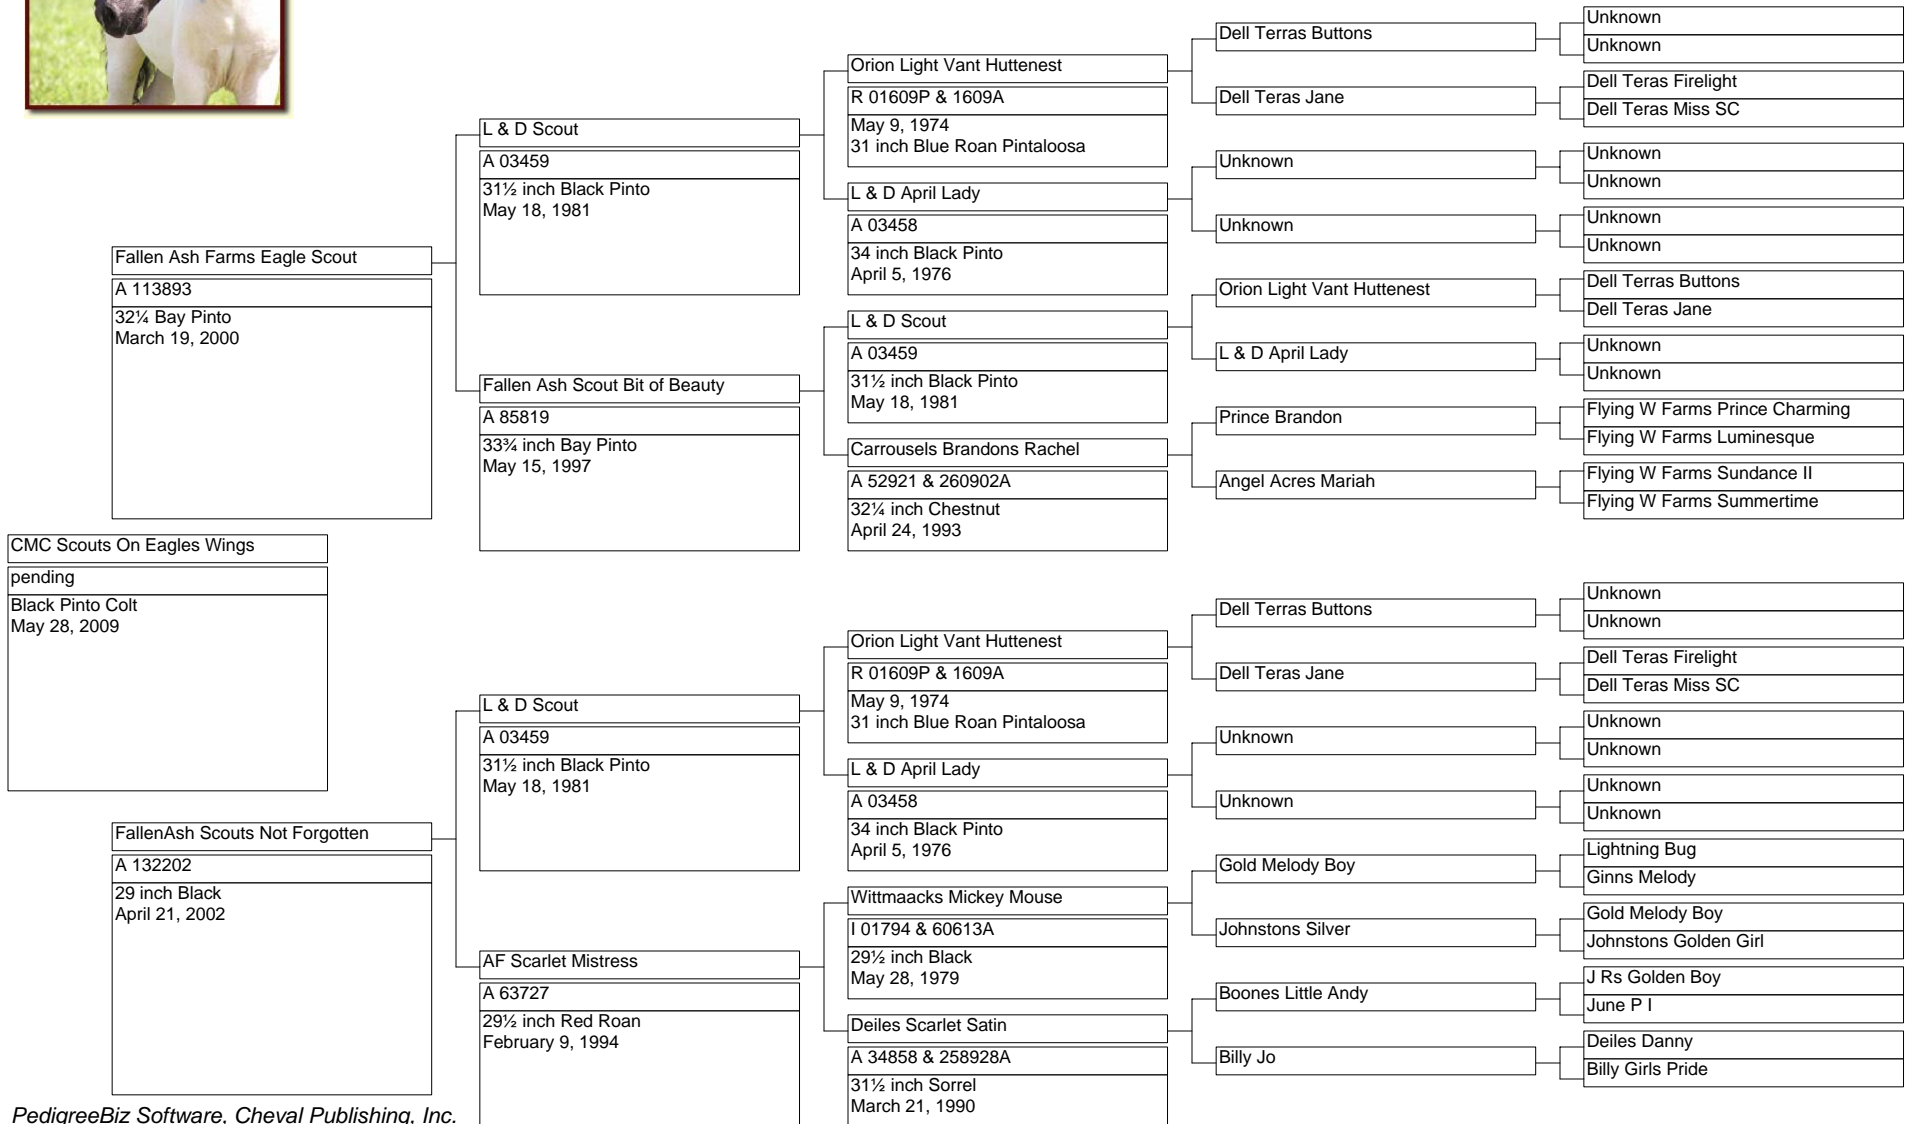 Unknown
Dell Terras Buttons
Unknown
Orion Light Vant Huttenest
R 01609P & 1609A
Dell Teras Firelight
Dell Teras Jane
Dell Teras Miss SC
May 9, 1974
31 inch Blue Roan Pintaloosa
L & D Scout
A 03459
31½ inch Black Pinto
May 18, 1981
Unknown
Unknown
Unknown
L & D April Lady
A 03458
34 inch Black Pinto
April 5, 1976
Unknown
Unknown
Unknown
Fallen Ash Farms Eagle Scout
A 113893
32¼ Bay Pinto
March 19, 2000
Dell Terras Buttons
Orion Light Vant Huttenest
Dell Teras Jane
L & D Scout
A 03459
31½ inch Black Pinto
May 18, 1981
Unknown
L & D April Lady
Unknown
Fallen Ash Scout Bit of Beauty
A 85819
33¾ inch Bay Pinto
May 15, 1997
Flying W Farms Prince Charming
Prince Brandon
Flying W Farms Luminesque
Carrousels Brandons Rachel
A 52921 & 260902A
32¼ inch Chestnut
April 24, 1993
Flying W Farms Sundance II
Angel Acres Mariah
Flying W Farms Summertime
CMC Scouts On Eagles Wings
pending
Black Pinto Colt
May 28, 2009
Unknown
Dell Terras Buttons
Unknown
Orion Light Vant Huttenest
R 01609P & 1609A
May 9, 1974
31 inch Blue Roan Pintaloosa
Dell Teras Firelight
Dell Teras Jane
Dell Teras Miss SC
L & D Scout
A 03459
31½ inch Black Pinto
May 18, 1981
Unknown
Unknown
Unknown
L & D April Lady
A 03458
34 inch Black Pinto
April 5, 1976
Unknown
Unknown
Unknown
FallenAsh Scouts Not Forgotten
A 132202
29 inch Black
April 21, 2002
Lightning Bug
Gold Melody Boy
Ginns Melody
Wittmaacks Mickey Mouse
I 01794 & 60613A
29½ inch Black
May 28, 1979
Gold Melody Boy
Johnstons Silver
Johnstons Golden Girl
AF Scarlet Mistress
A 63727
29½ inch Red Roan
February 9, 1994
J Rs Golden Boy
Boones Little Andy
June P I
Deiles Scarlet Satin
A 34858 & 258928A
31½ inch Sorrel
March 21, 1990
Deiles Danny
Billy Jo
Billy Girls Pride
PedigreeBiz Software, Cheval Publishing, Inc.